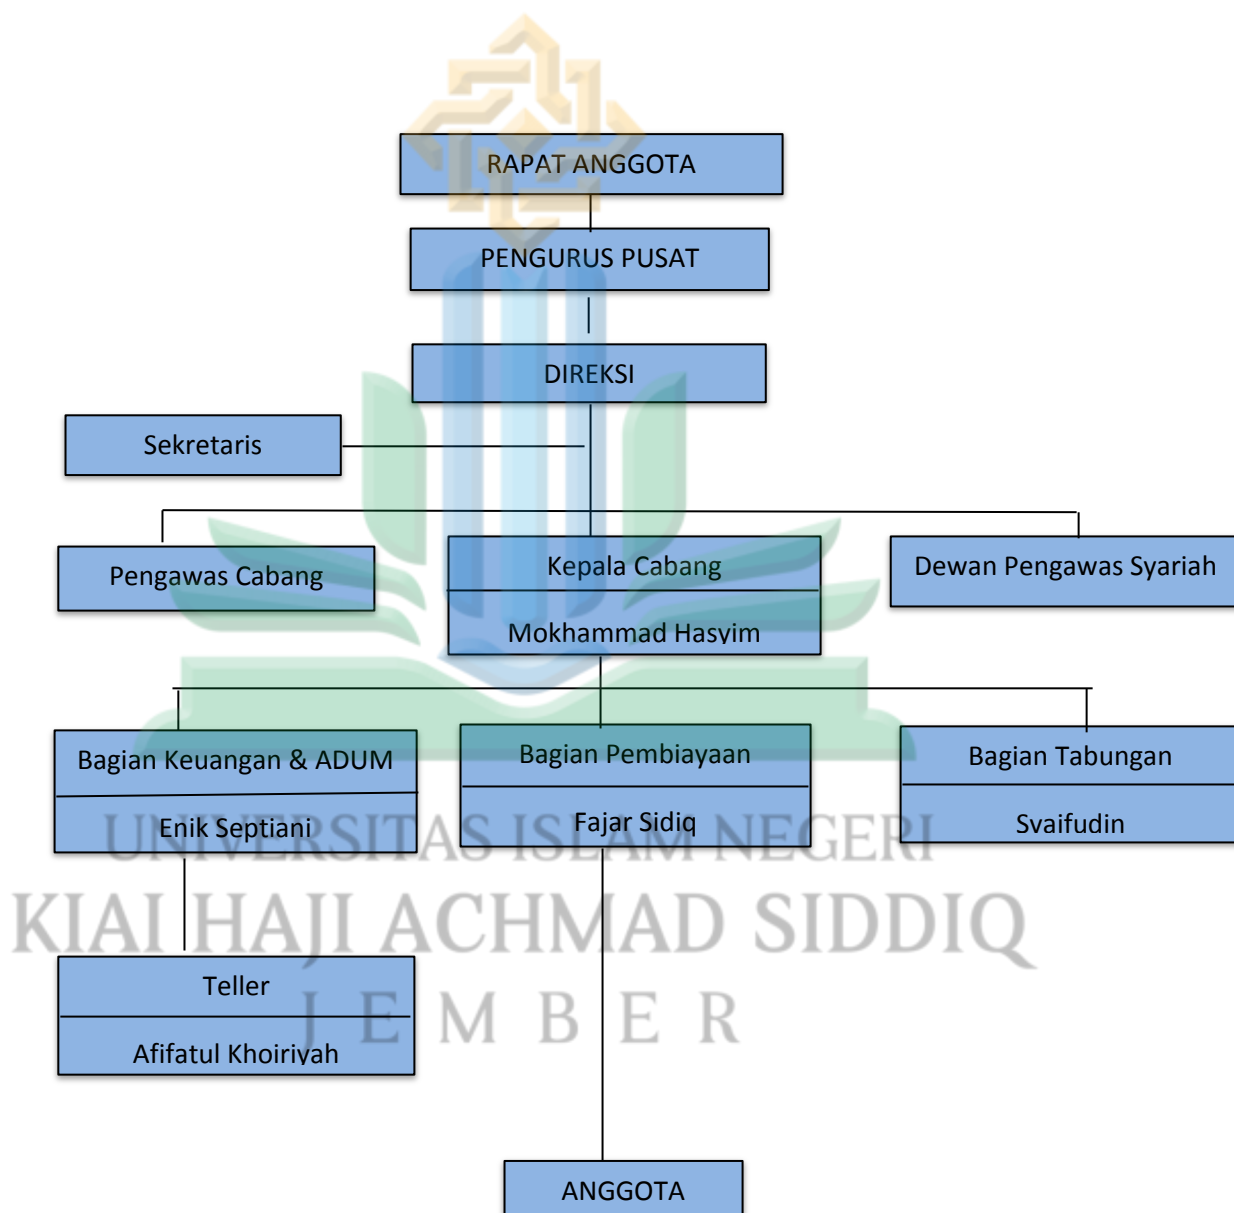 RAPAT ANGGOTA
PENGURUS PUSAT
DIREKSI
Sekretaris
Pengawas Cabang
Kepala Cabang
Mokhammad Hasyim
Dewan Pengawas Syariah
Bagian Keuangan & ADUM
Enik Septiani
Bagian Pembiayaan
Fajar Sidiq
Bagian Tabungan
Syaifudin
UNIVERSITAS ISLAM NEGERI
KIAI HAJI ACHMAD SIDDIQ
JEMBER
Teller
Afifatul Khoiriyah
ANGGOTA